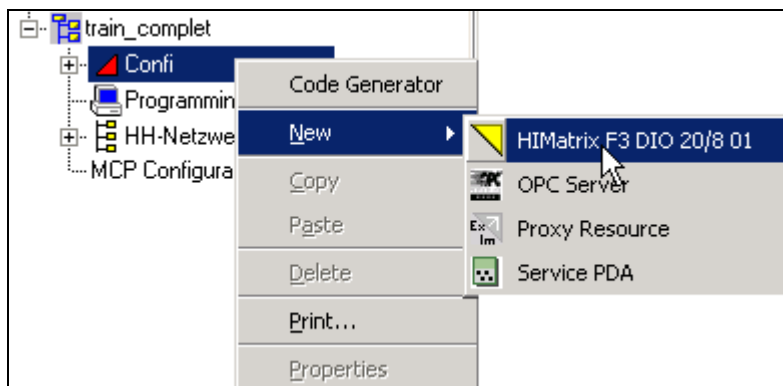 train_complet
Confi
Programmin
HH-Netzwe
MCP Configura
Code Generator
New
Copy
Paste
Delete
Print...
Properties
HIMatrix F3 DIO 20/8 01
OPC Server
Proxy Resource
Service PDA